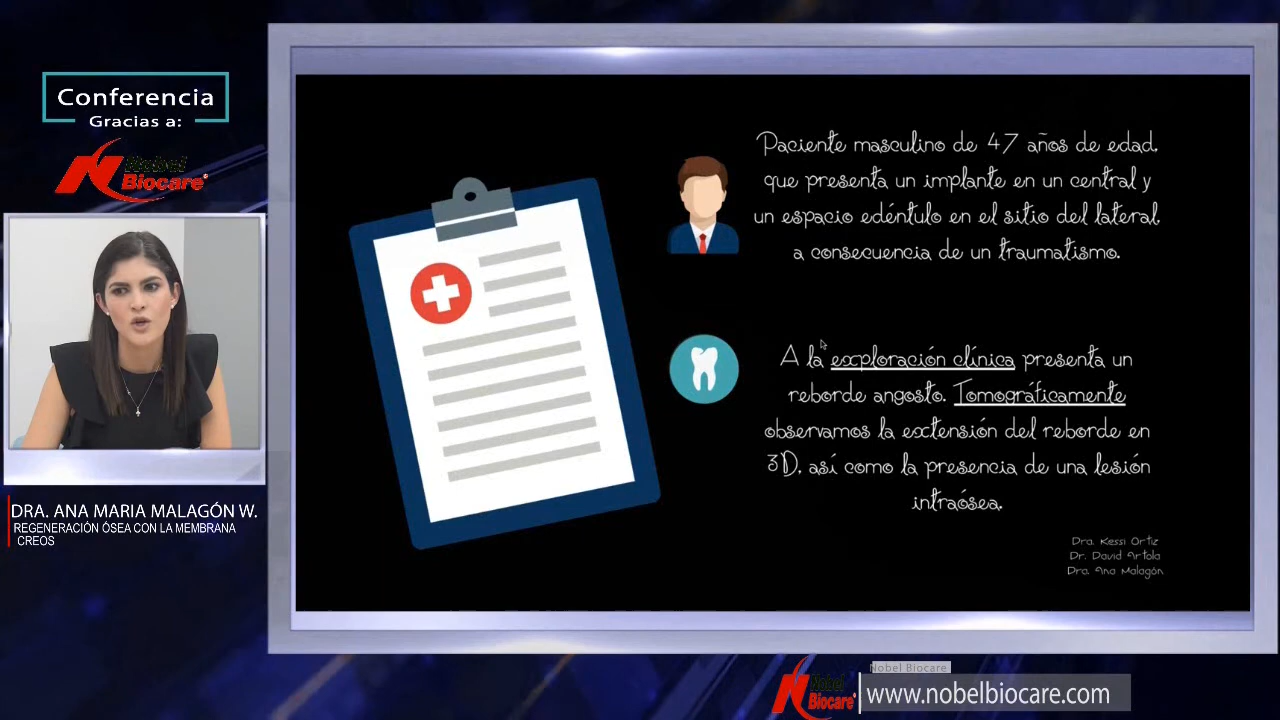 Conferencia
Gracias a:
Nobel
Biocare
DRA. ANA MARIA MALAGÓN W.
REGENERACIÓN ÓSEA CON LA MEMBRANA
CREOS
Paciente masculino de 47 años de edad,
que presenta un implante en un central y
un espacio edéntulo en el sitio del lateral,
a consecuencia de un traumatismo.
A la exploración clínica presenta un
reborde angosto. Tomográficamente
observamos la extensión del reborde en
3D, así como la presencia de una lesión
intraósea.
Dra. Kessi Ortiz
Dr. David Artola
Dra. Ana Malagón
Nobel Biocare
Nobel
Biocare
www.nobelbiocare.com